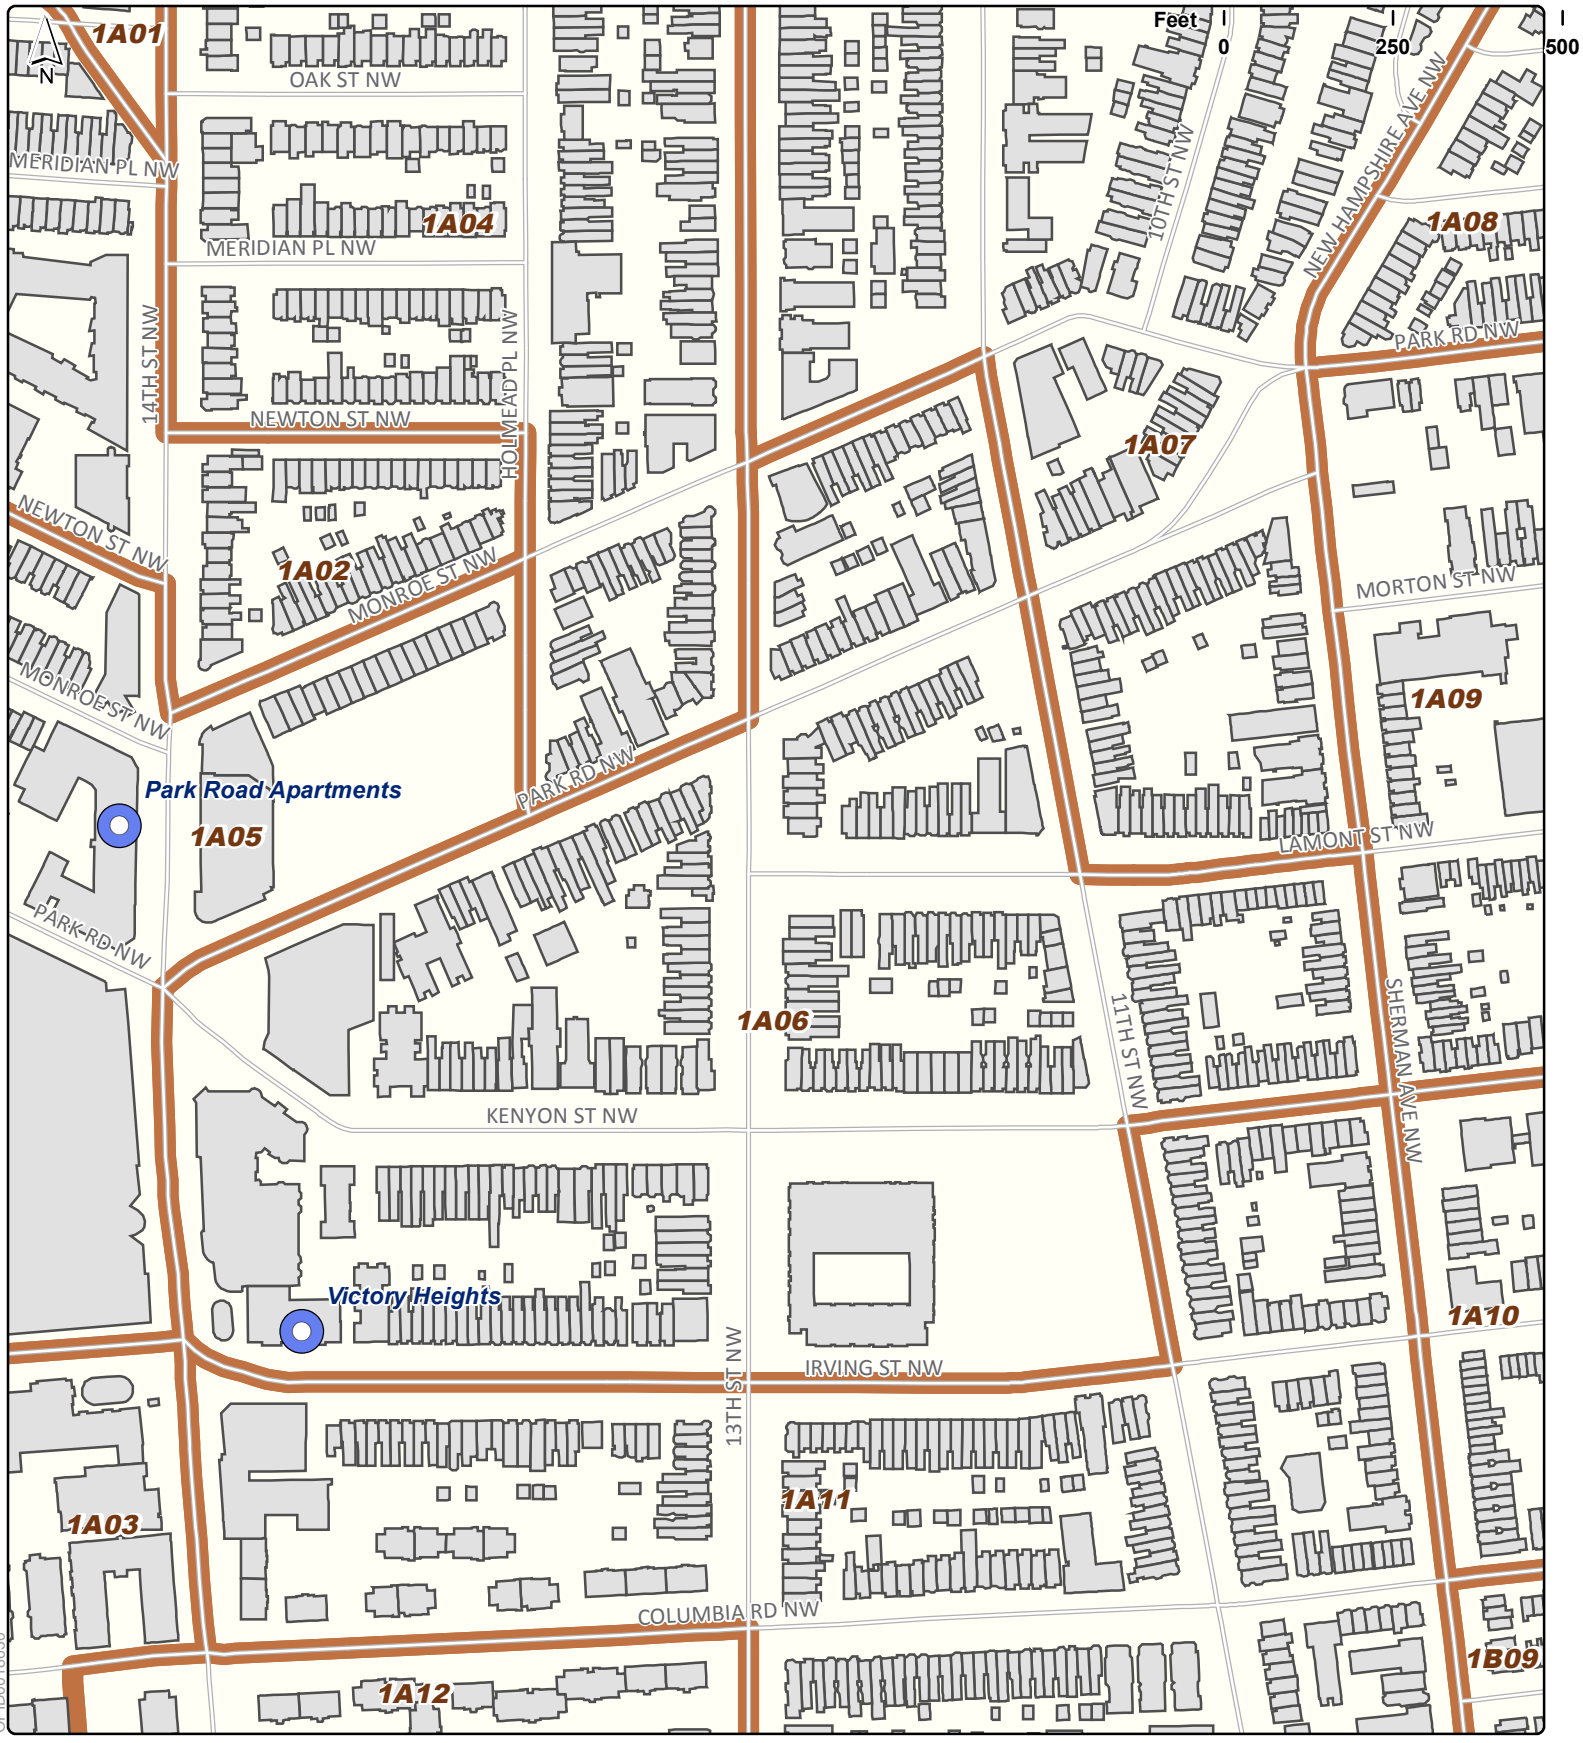 1A01
Feet
0
250
500
N
OAK ST NW
MERIDIAN PL NW
10TH ST NW
NEW HAMPSHIRE AVE NW
1A04
1A08
MERIDIAN PL NW
14TH ST NW
HOLMEAD PL NW
PARK RD NW
NEWTON ST NW
1A07
NEWTON ST NW
1A02
MONROE ST NW
MORTON ST NW
MONROE ST NW
1A09
PARK RD NW
Park Road Apartments
1A05
LAMONT ST NW
PARK RD NW
1A06
11TH ST NW
SHERMAN AVE NW
KENYON ST NW
Victory Heights
1A10
13TH ST NW
IRVING ST NW
1A11
1A03
COLUMBIA RD NW
1B09
1A12